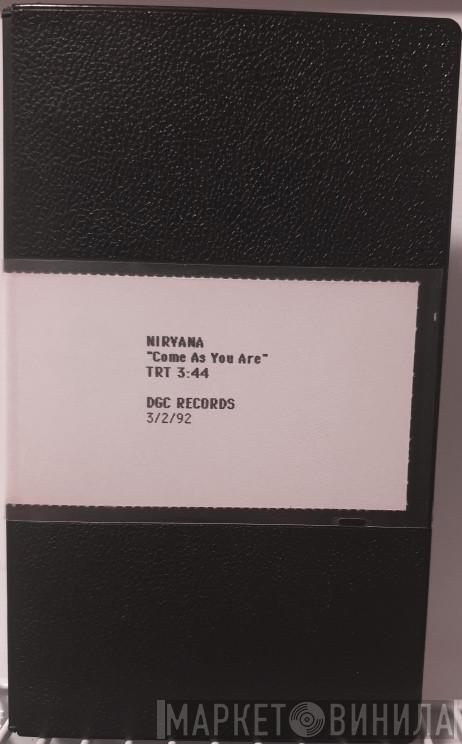 NIRVANA
"Come As You Are"
TRT 3:44
DGC RECORDS
3/2/92
МАРКЕТ ВИНИЛА